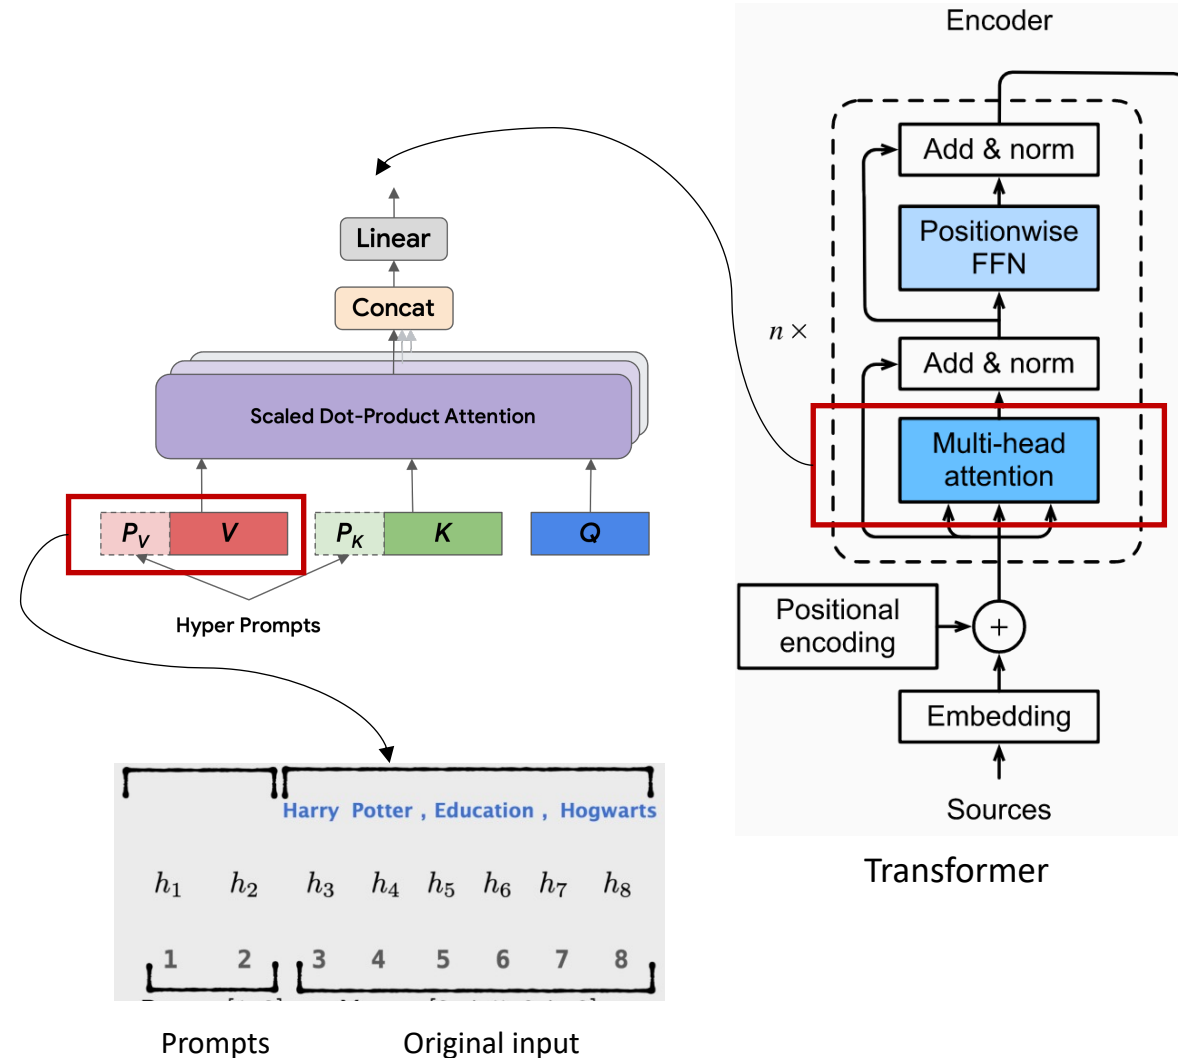 Encoder
Add & norm
Positionwise
FFN
n ×
Add & norm
Multi-head
attention
Positional
encoding
+
Embedding
Sources
Transformer
Linear
Concat
Scaled Dot-Product Attention
P_V V P_K K Q
Hyper Prompts
Harry Potter , Education , Hogwarts
h₁ h₂ h₃ h₄ h₅ h₆ h₇ h₈
1 2 3 4 5 6 7 8
Prompts Original input